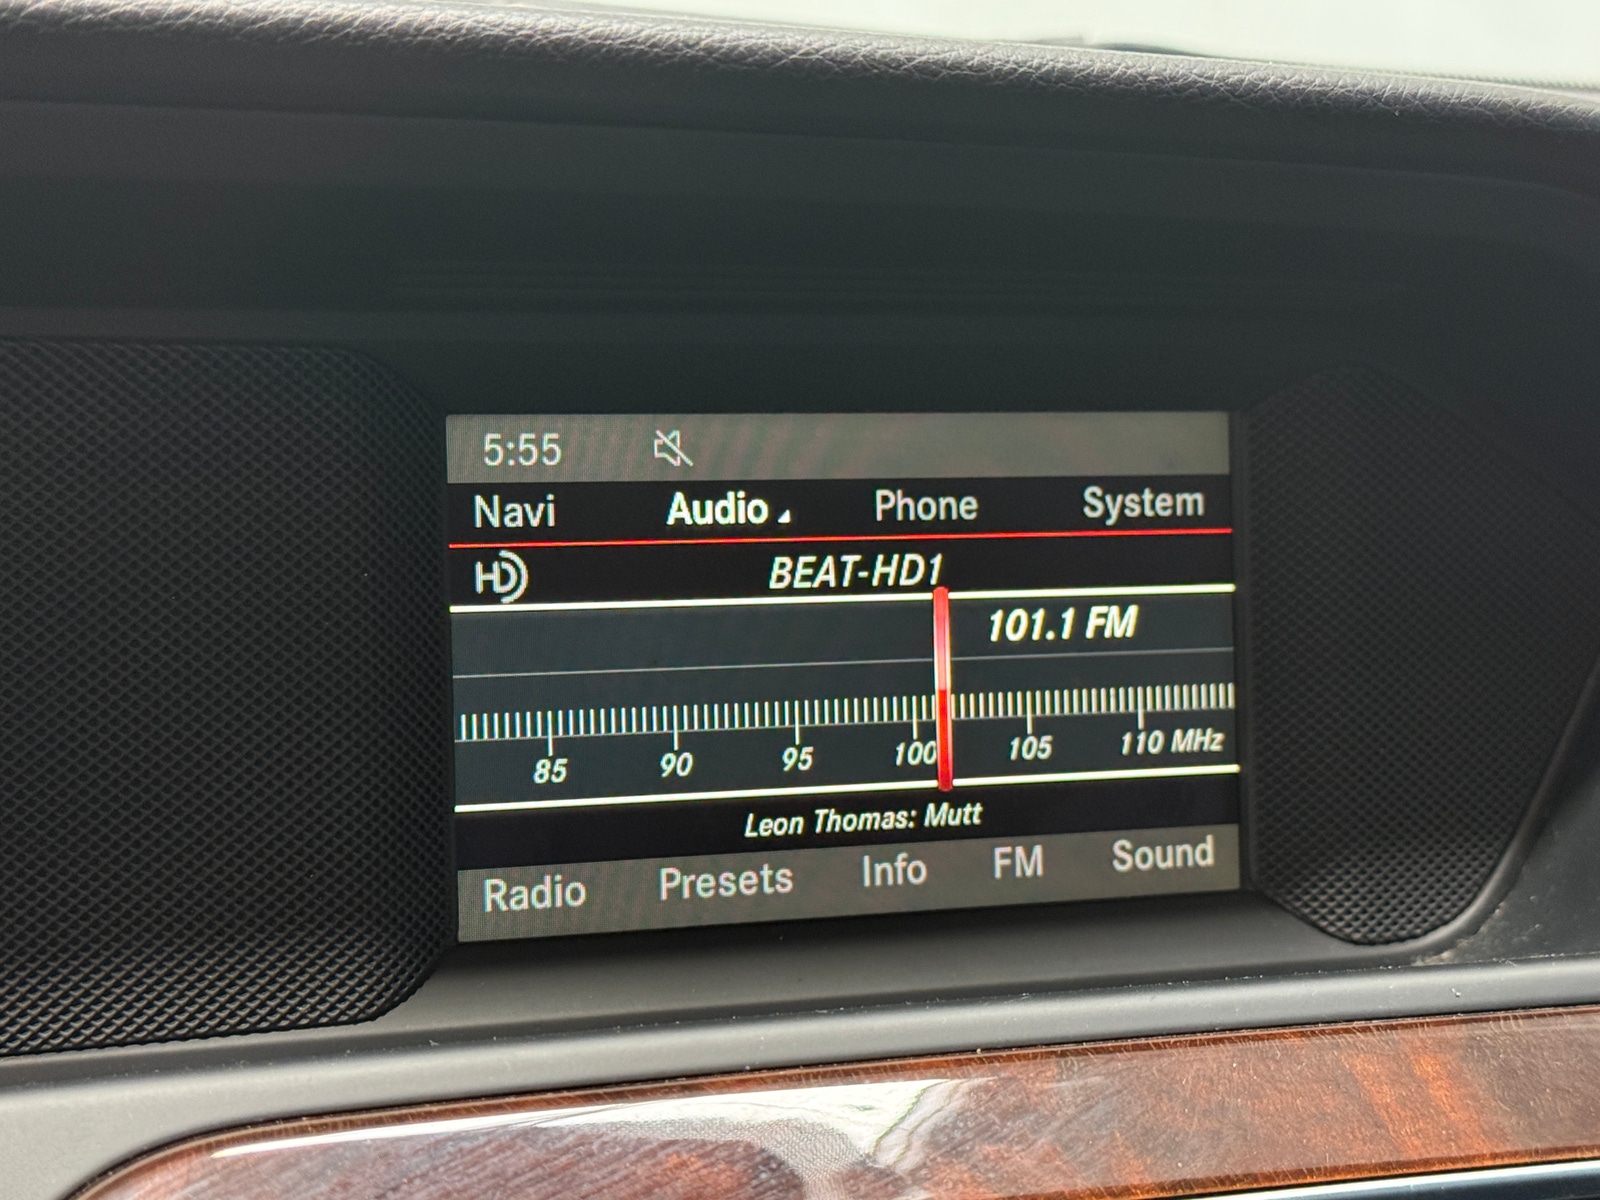 5:55
Navi Audio Phone System
HD BEAT-HD1
101.1 FM
85 90 95 100 105 110 MHz
Leon Thomas: Mutt
Radio Presets Info FM Sound